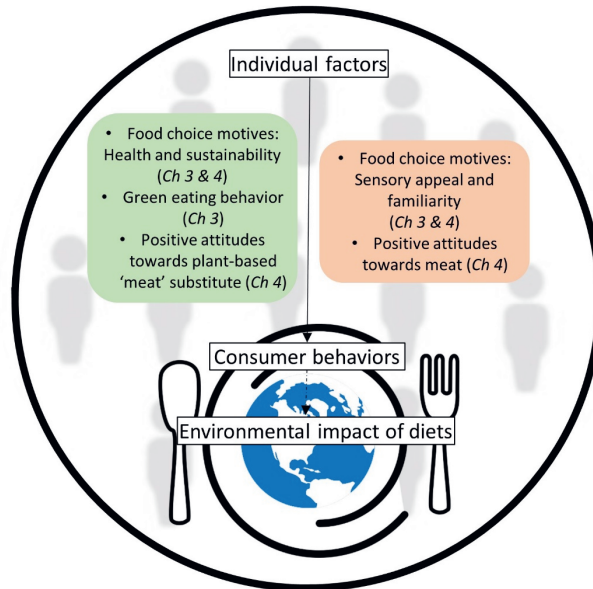 Individual factors
• Food choice motives:
Health and sustainability
(Ch 3 & 4)
• Green eating behavior
(Ch 3)
• Positive attitudes
towards plant-based
‘meat’ substitute (Ch 4)
• Food choice motives:
Sensory appeal and
familiarity
(Ch 3 & 4)
• Positive attitudes
towards meat (Ch 4)
Consumer behaviors
Environmental impact of diets